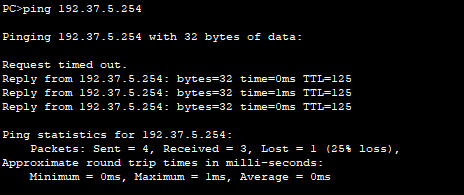 PC>ping 192.37.5.254
Pinging 192.37.5.254 with 32 bytes of data:
Request timed out.
Reply from 192.37.5.254: bytes=32 time=0ms TTL=125
Reply from 192.37.5.254: bytes=32 time=1ms TTL=125
Reply from 192.37.5.254: bytes=32 time=0ms TTL=125
Ping statistics for 192.37.5.254:
Packets: Sent = 4, Received = 3, Lost = 1 (25% loss),
Approximate round trip times in milli-seconds:
Minimum = 0ms, Maximum = 1ms, Average = 0ms